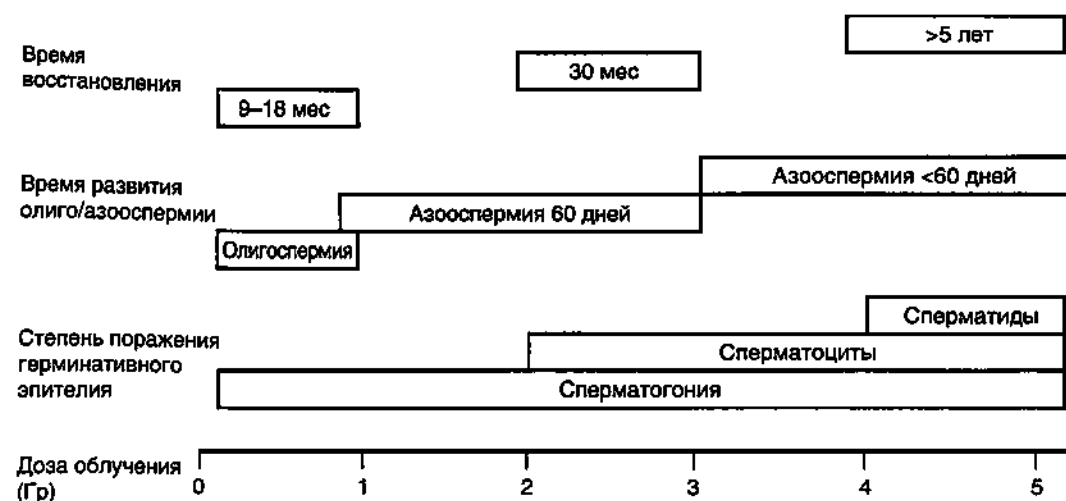 >5 лет
Время
восстановления
30 мес
9–18 мес
Время развития
олиго/азооспермии
Азооспермия <60 дней
Азооспермия 60 дней
Олигоспермия
Сперматиды
Степень поражения
герминативного
эпителия
Сперматоциты
Сперматогония
Доза облучения
(Гр)
0 1 2 3 4 5